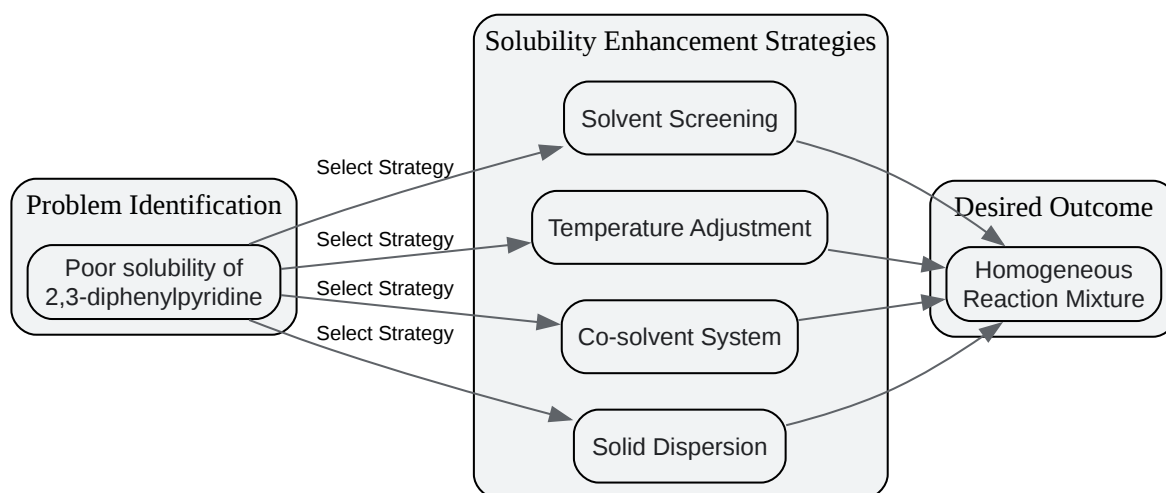 Problem Identification
Poor solubility of
2,3-diphenylpyridine
Select Strategy
Select Strategy
Select Strategy
Select Strategy
Solubility Enhancement Strategies
Solvent Screening
Temperature Adjustment
Co-solvent System
Solid Dispersion
Desired Outcome
Homogeneous
Reaction Mixture